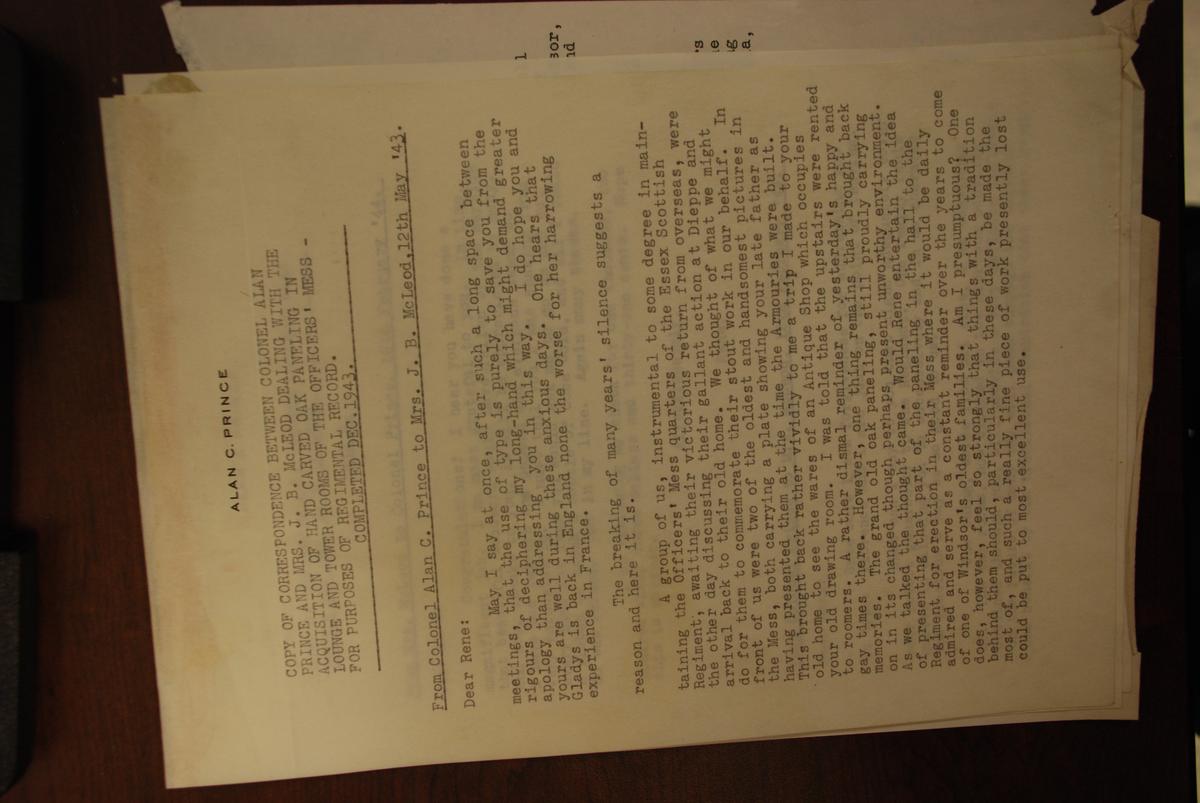 ALAN C. PRINCE
COPY OF CORRESPONDENCE BETWEEN COLONEL ALAN
PRINCE AND MRS. J. B. McLEOD DEALING WITH THE
ACQUISITION OF HAND CARVED OAK PANELING IN
LOUNGE AND TOWER ROOMS OF THE OFFICERS' MESS -
FOR PURPOSES OF REGIMENTAL RECORD.
COMPLETED DEC.1943.
From Colonel Alan C. Prince to Mrs. J. B. McLeod,12th May '43.
Dear Rene:
May I say at once, after such a long space between
meetings, that the use of type is purely to save you from the
rigours of deciphering my long-hand which might demand greater
apology than addressing you in this way. I do hope you and
yours are well during these anxious days. One hears that
Gladys is back in England none the worse for her harrowing
experience in France.
The breaking of many years' silence suggests a
reason and here it is.
A group of us, instrumental to some degree in main-
taining the Officers' Mess quarters of the Essex Scottish
Regiment, awaiting their victorious return from overseas, were
the other day discussing their gallant action at Dieppe and
arrival back to their old home. We thought of what we might
do for them to commemorate their stout work in our behalf. In
front of us were two of the oldest and handsomest pictures in
the Mess, both carrying a plate showing your late father as
having presented them at the time the Armouries were built.
This brought back rather vividly to me a trip I made to your
old home to see the wares of an Antique Shop which occupies
your old drawing room. I was told that the upstairs were rented
to roomers. A rather dismal reminder of yesterday's happy and
gay times there. However, one thing remains that brought back
memories. The grand old oak panelling, still proudly carrying
on in its changed though perhaps present unworthy environment.
As we talked the thought came. Would Rene entertain the idea
of presenting that part of the paneling in the hall to the
Regiment for erection in their Mess where it would be daily
admired and serve as a constant reminder over the years to come
of one of Windsor's oldest families. Am I presumptuous? One
does, however, feel so strongly that things with a tradition
behind them should, particularly in these days, be made the
most of, and such a really fine piece of work presently lost
could be put to most excellent use.